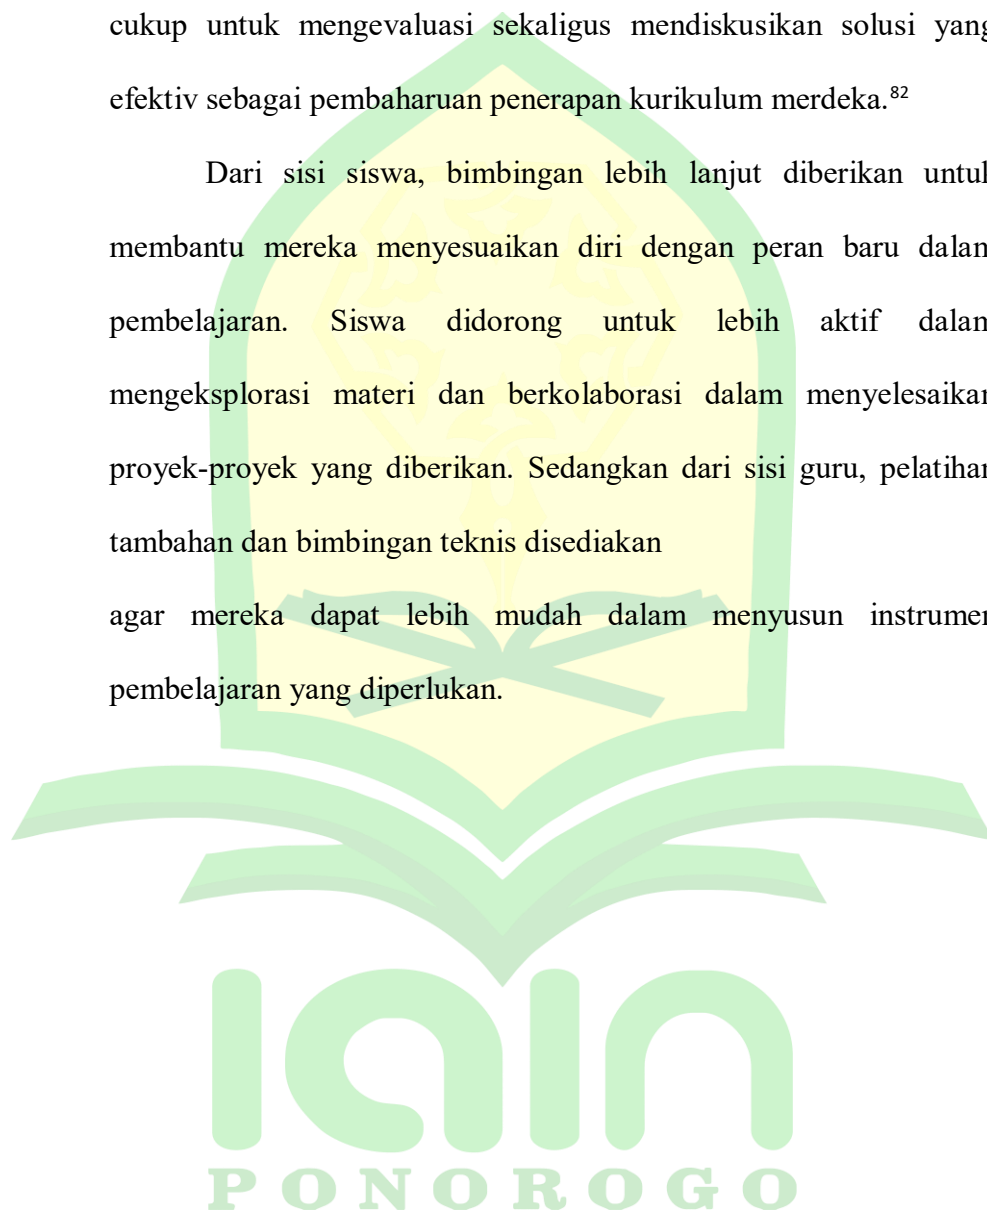 cukup untuk mengevaluasi sekaligus mendiskusikan solusi yang
efektiv sebagai pembaharuan penerapan kurikulum merdeka.82
Dari sisi siswa, bimbingan lebih lanjut diberikan untuk
membantu mereka menyesuaikan diri dengan peran baru dalam
pembelajaran. Siswa didorong untuk lebih aktif dalam
mengeksplorasi materi dan berkolaborasi dalam menyelesaikan
proyek-proyek yang diberikan. Sedangkan dari sisi guru, pelatihan
tambahan dan bimbingan teknis disediakan
agar mereka dapat lebih mudah dalam menyusun instrumen
pembelajaran yang diperlukan.
iain
PONOROGO